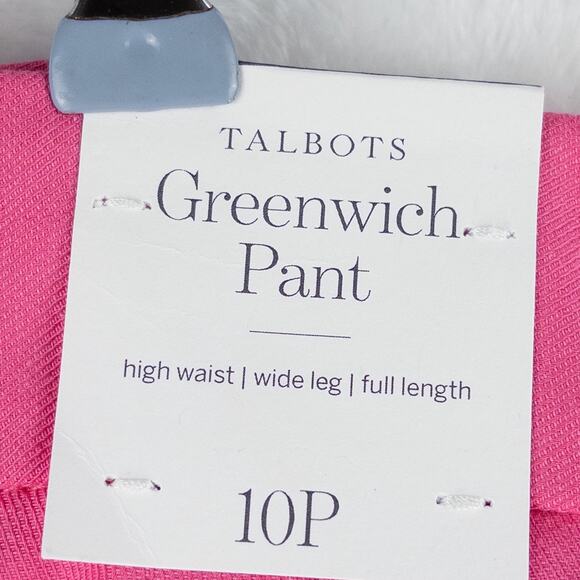 TALBOTS
Greenwich
Pant
high waist | wide leg | full length
10P